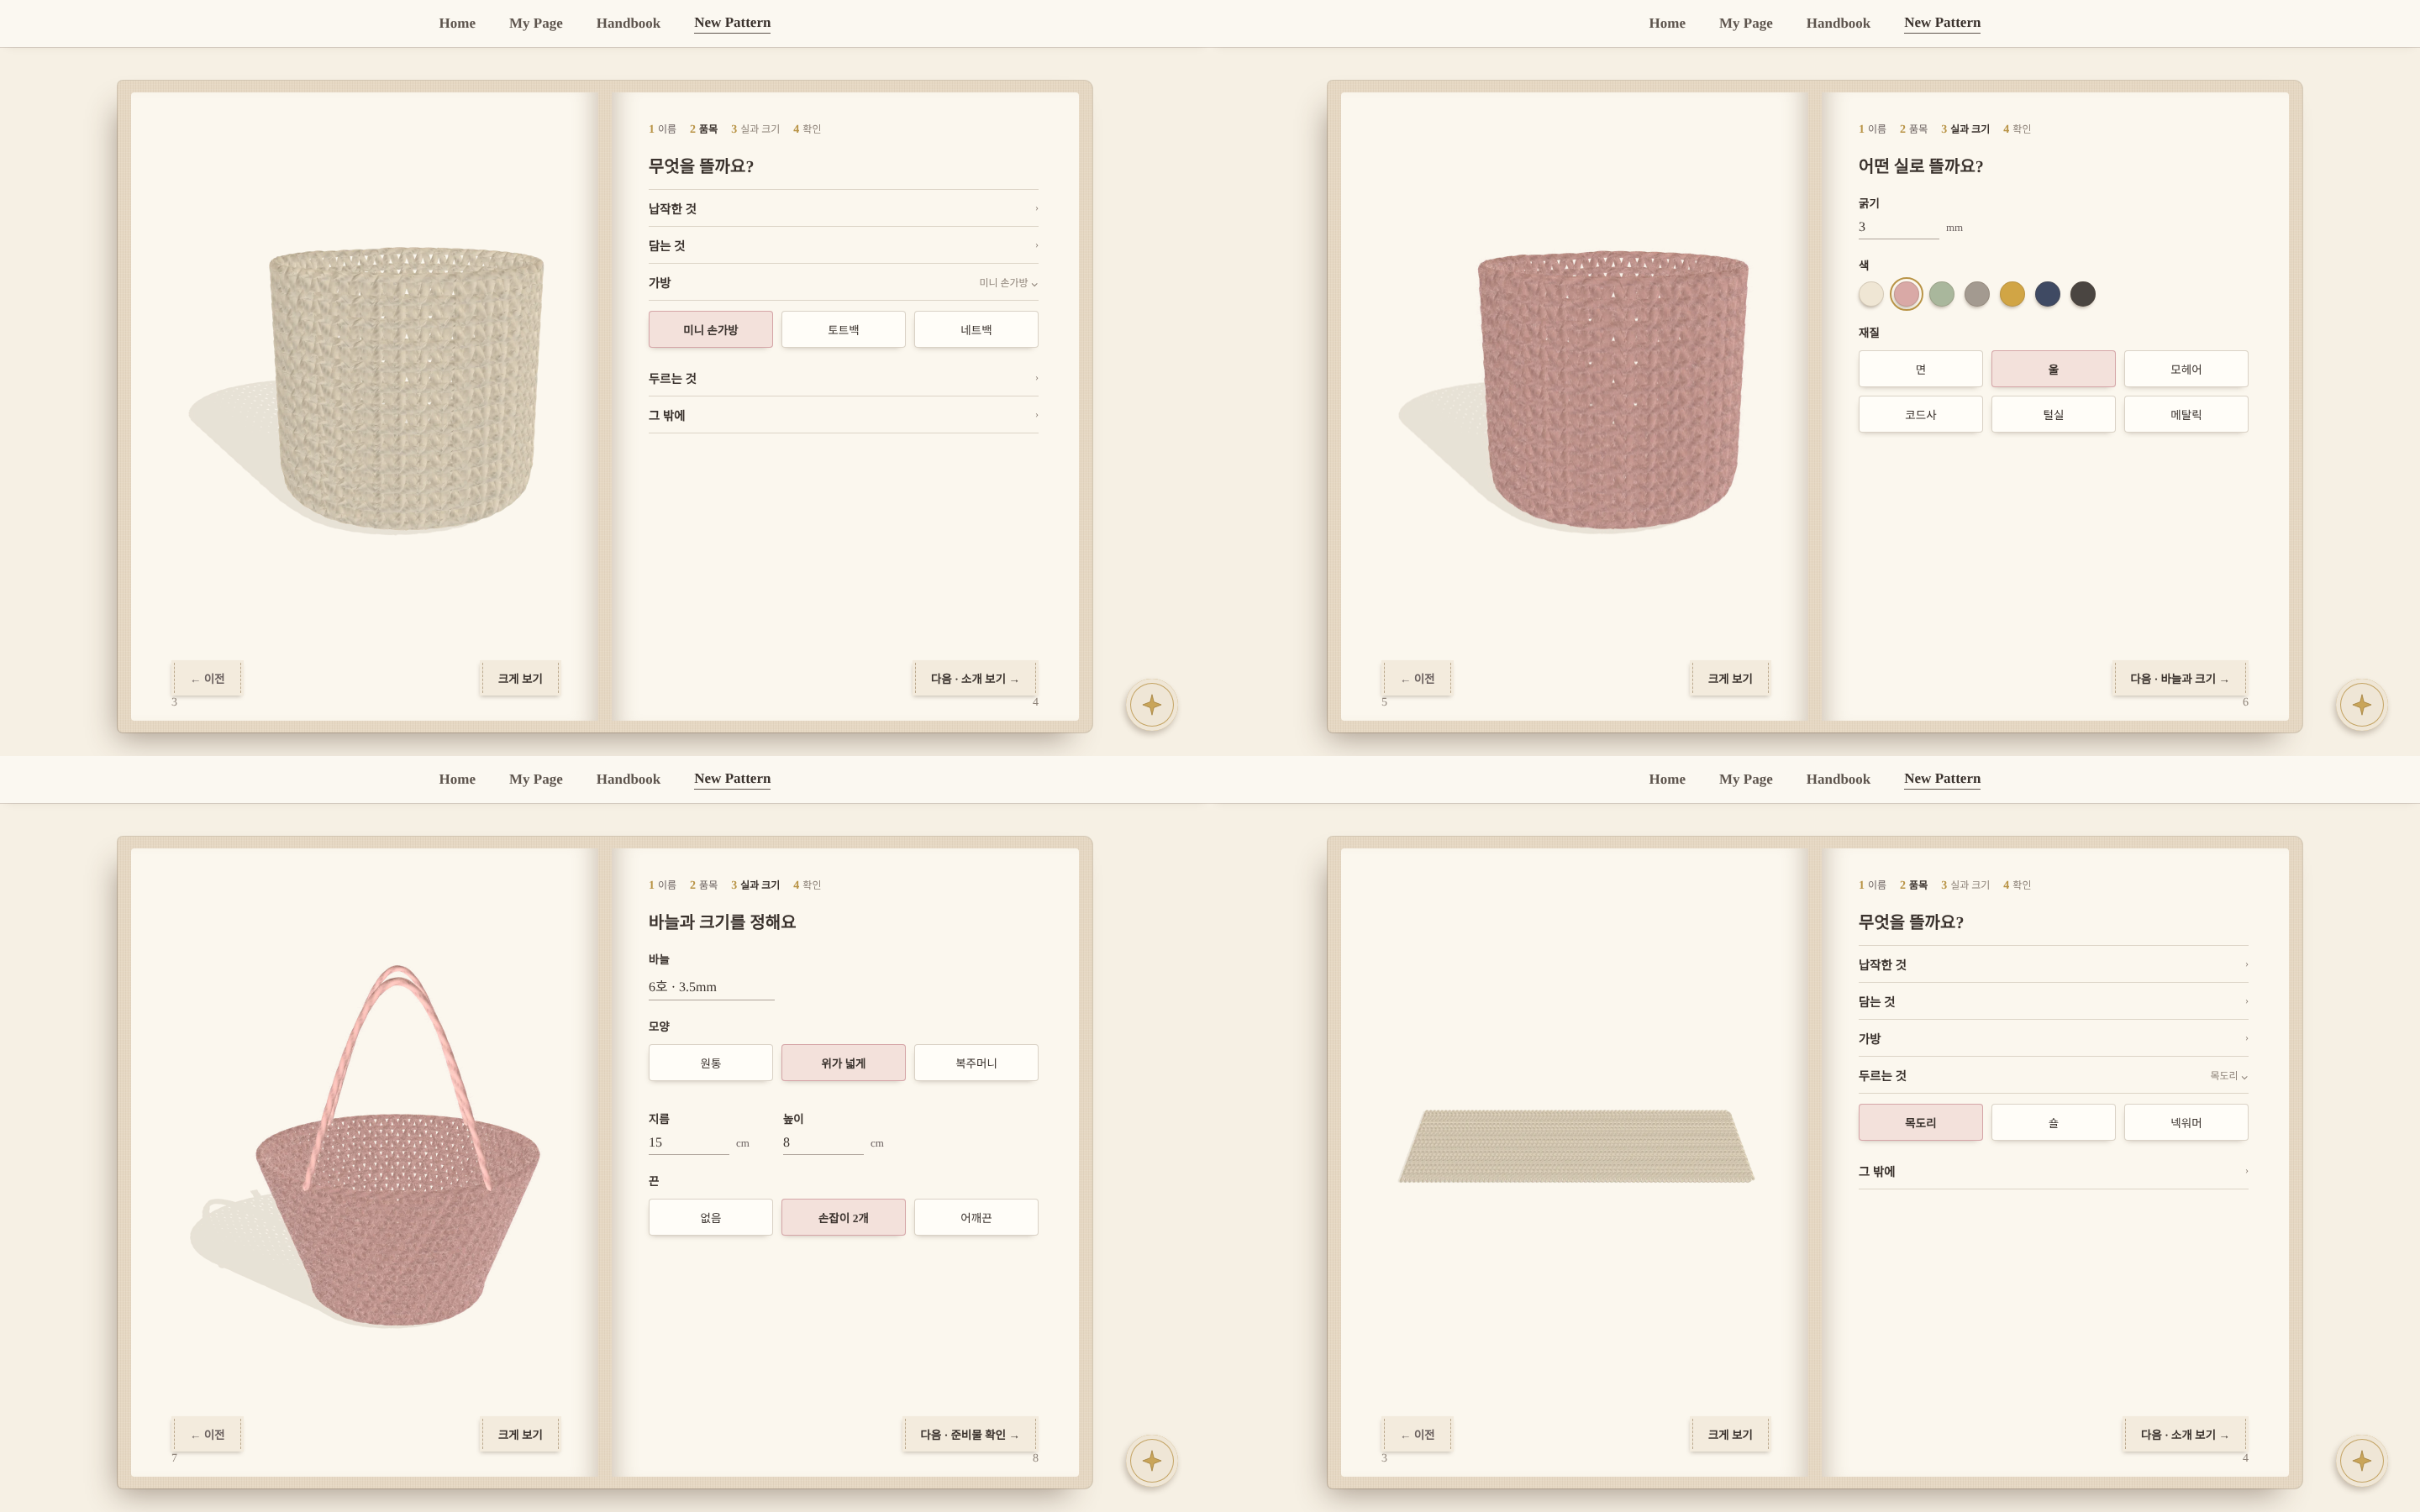 Home My Page Handbook New Pattern
1 이름 2 품목 3 실과 크기 4 확인
무엇을 뜰까요?
납작한 것 ›
담는 것 ›
가방 미니 손가방
미니 손가방 토트백 네트백
두르는 것 ›
그 밖에 ›
← 이전 크게 보기 다음 · 소개 보기 →
3 4
Home My Page Handbook New Pattern
1 이름 2 품목 3 실과 크기 4 확인
어떤 실로 뜰까요?
굵기
3 mm
색
재질
면 울 모헤어
코드사 털실 메탈릭
← 이전 크게 보기 다음 · 바늘과 크기 →
5 6
Home My Page Handbook New Pattern
1 이름 2 품목 3 실과 크기 4 확인
바늘과 크기를 정해요
바늘
6호 · 3.5mm
모양
원통 위가 넓게 복주머니
지름 높이
15 cm 8 cm
끈
없음 손잡이 2개 어깨끈
← 이전 크게 보기 다음 · 준비물 확인 →
7 8
Home My Page Handbook New Pattern
1 이름 2 품목 3 실과 크기 4 확인
무엇을 뜰까요?
납작한 것 ›
담는 것 ›
가방 ›
두르는 것 목도리
목도리 숄 넥워머
그 밖에 ›
← 이전 크게 보기 다음 · 소개 보기 →
3 4